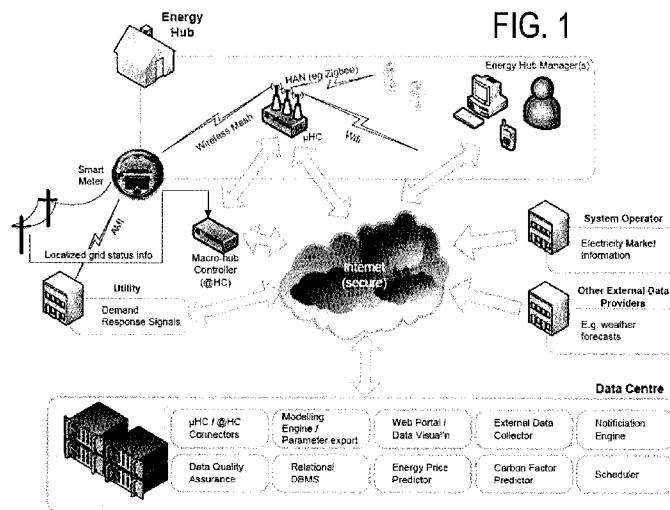 FIG. 1
Energy
Hub
Energy Hub Manager(s)
HAN (eg Zigbee)
µHC
Wireless Mesh
Wifi
Smart
Meter
AMI
Localized grid status info
Macro-hub
Controller
(@HC)
Internet
(secure)
Utility
Demand
Response Signals
System Operator
Electricity Market
Information
Other External Data
Providers
E.g. weather
forecasts
Data Centre
µHC / @HC
Connectors
Modelling
Engine /
Parameter export
Web Portal /
Data Visual'n
External Data
Collector
Notificiation
Engine
Data Quality
Assurance
Relational
DBMS
Energy Price
Predictor
Carbon Factor
Predictor
Scheduler